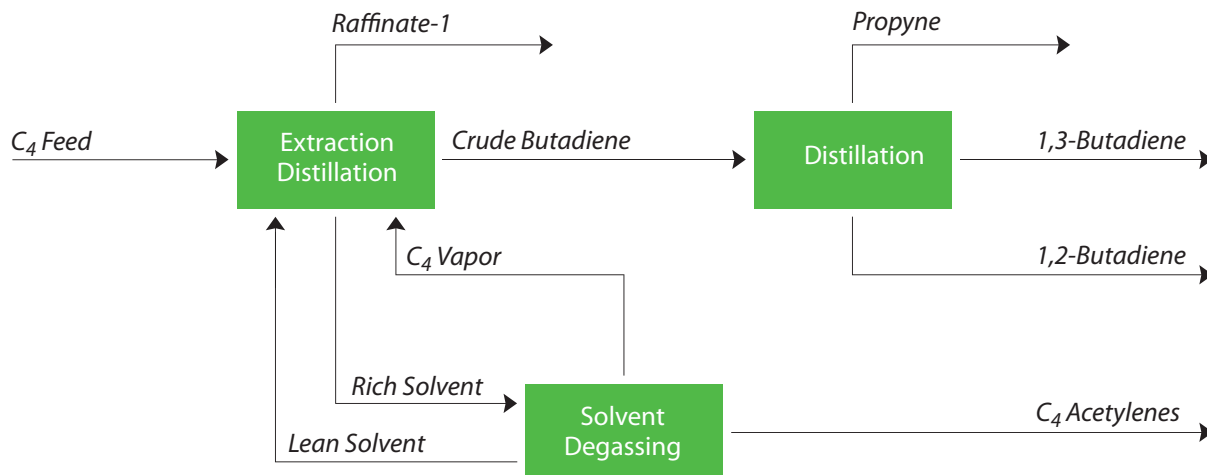 Raffinate-1
Propyne
C₄ Feed
Extraction
Distillation
Crude Butadiene
Distillation
1,3-Butadiene
C₄ Vapor
1,2-Butadiene
Rich Solvent
Lean Solvent
Solvent
Degassing
C₄ Acetylenes